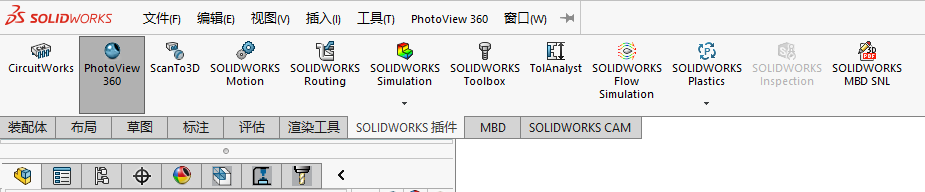 SOLIDWORKS 文件(F) 编辑(E) 视图(V) 插入(I) 工具(T) PhotoView 360 窗口(W)
CircuitWorks PhotoView 360 ScanTo3D SOLIDWORKS Motion SOLIDWORKS Routing SOLIDWORKS Simulation SOLIDWORKS Toolbox TolAnalyst SOLIDWORKS Flow Simulation SOLIDWORKS Plastics SOLIDWORKS Inspection SOLIDWORKS MBD SNL
装配体 布局 草图 标注 评估 渲染工具 SOLIDWORKS 插件 MBD SOLIDWORKS CAM